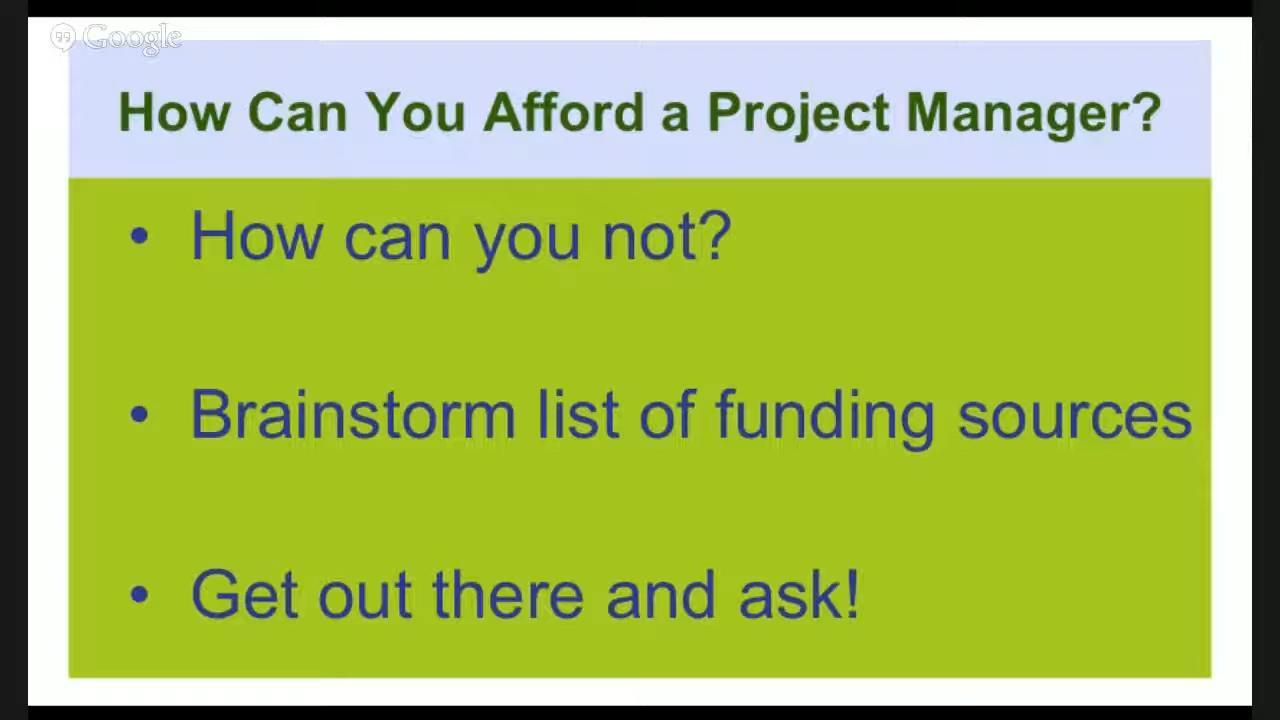 Google
How Can You Afford a Project Manager?
• How can you not?
• Brainstorm list of funding sources
• Get out there and ask!